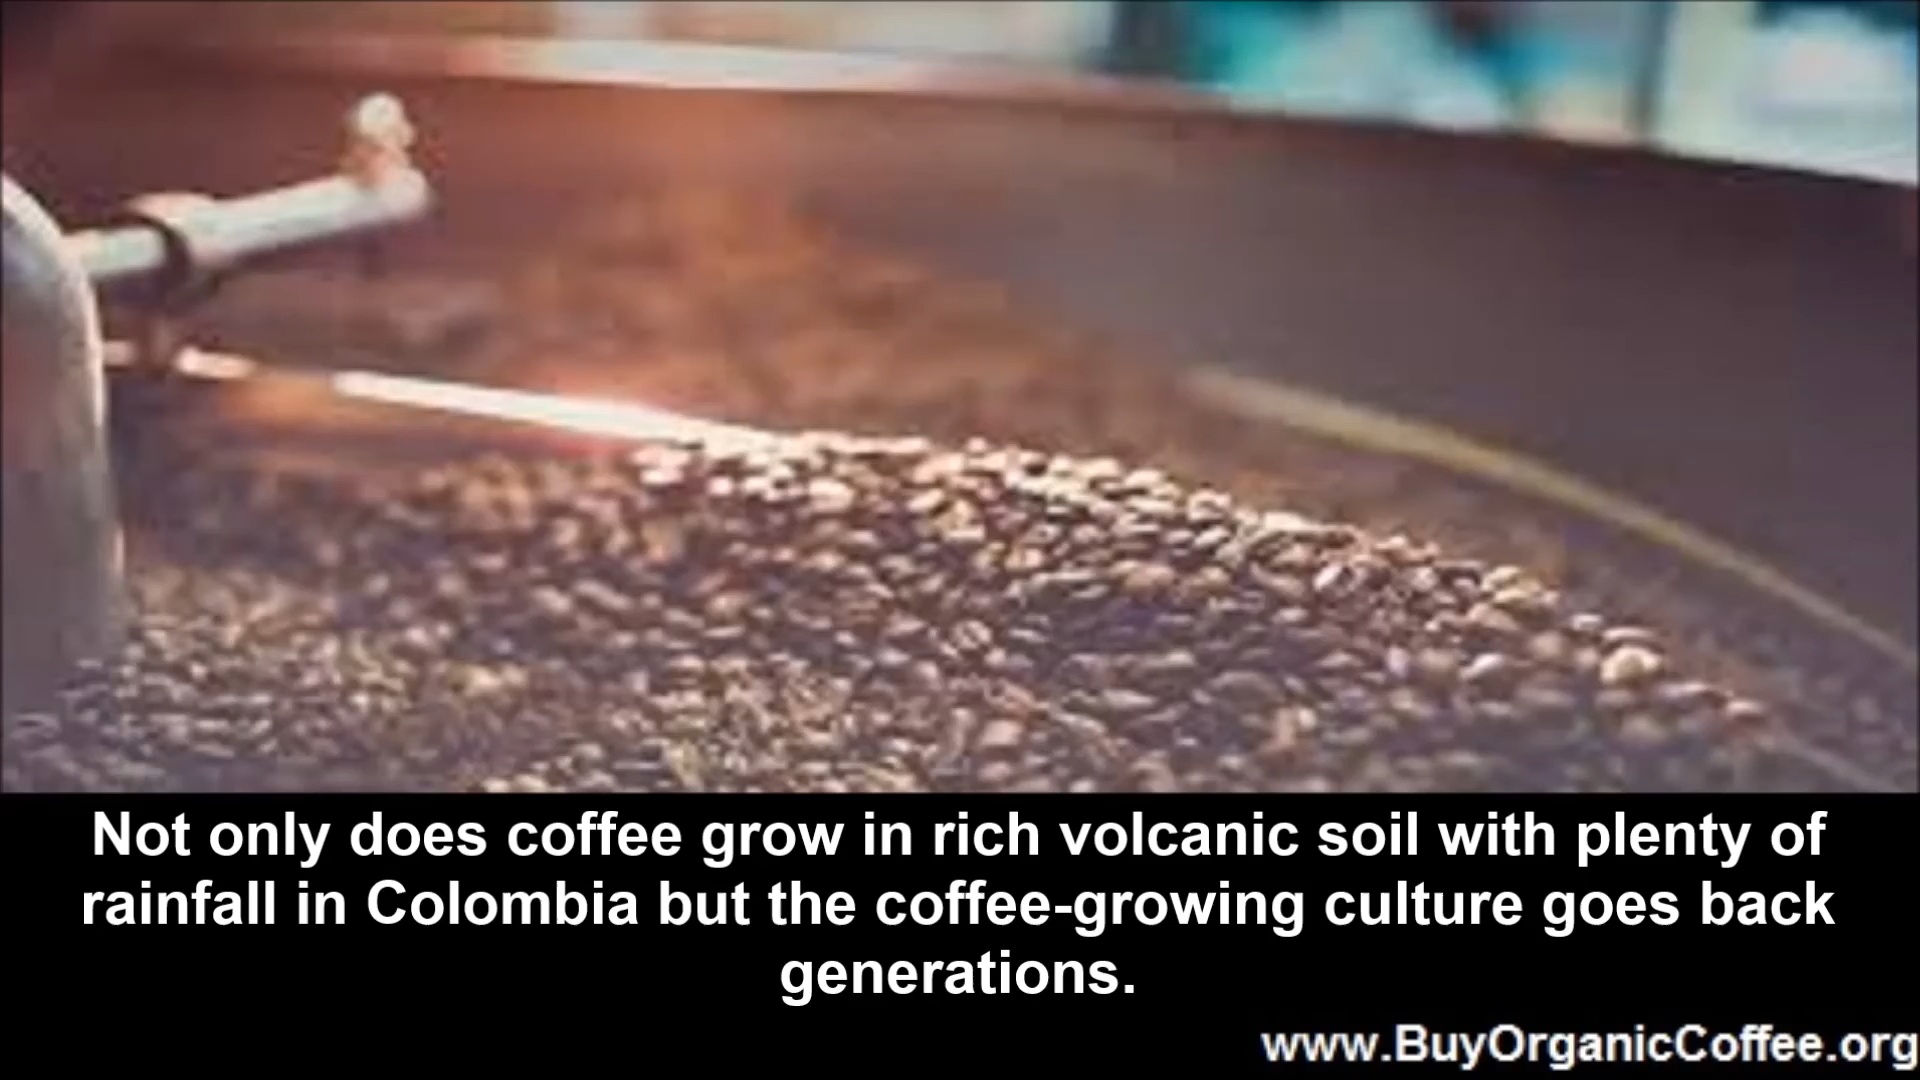 Not only does coffee grow in rich volcanic soil with plenty of
rainfall in Colombia but the coffee-growing culture goes back
generations.
www.BuyOrganicCoffee.org